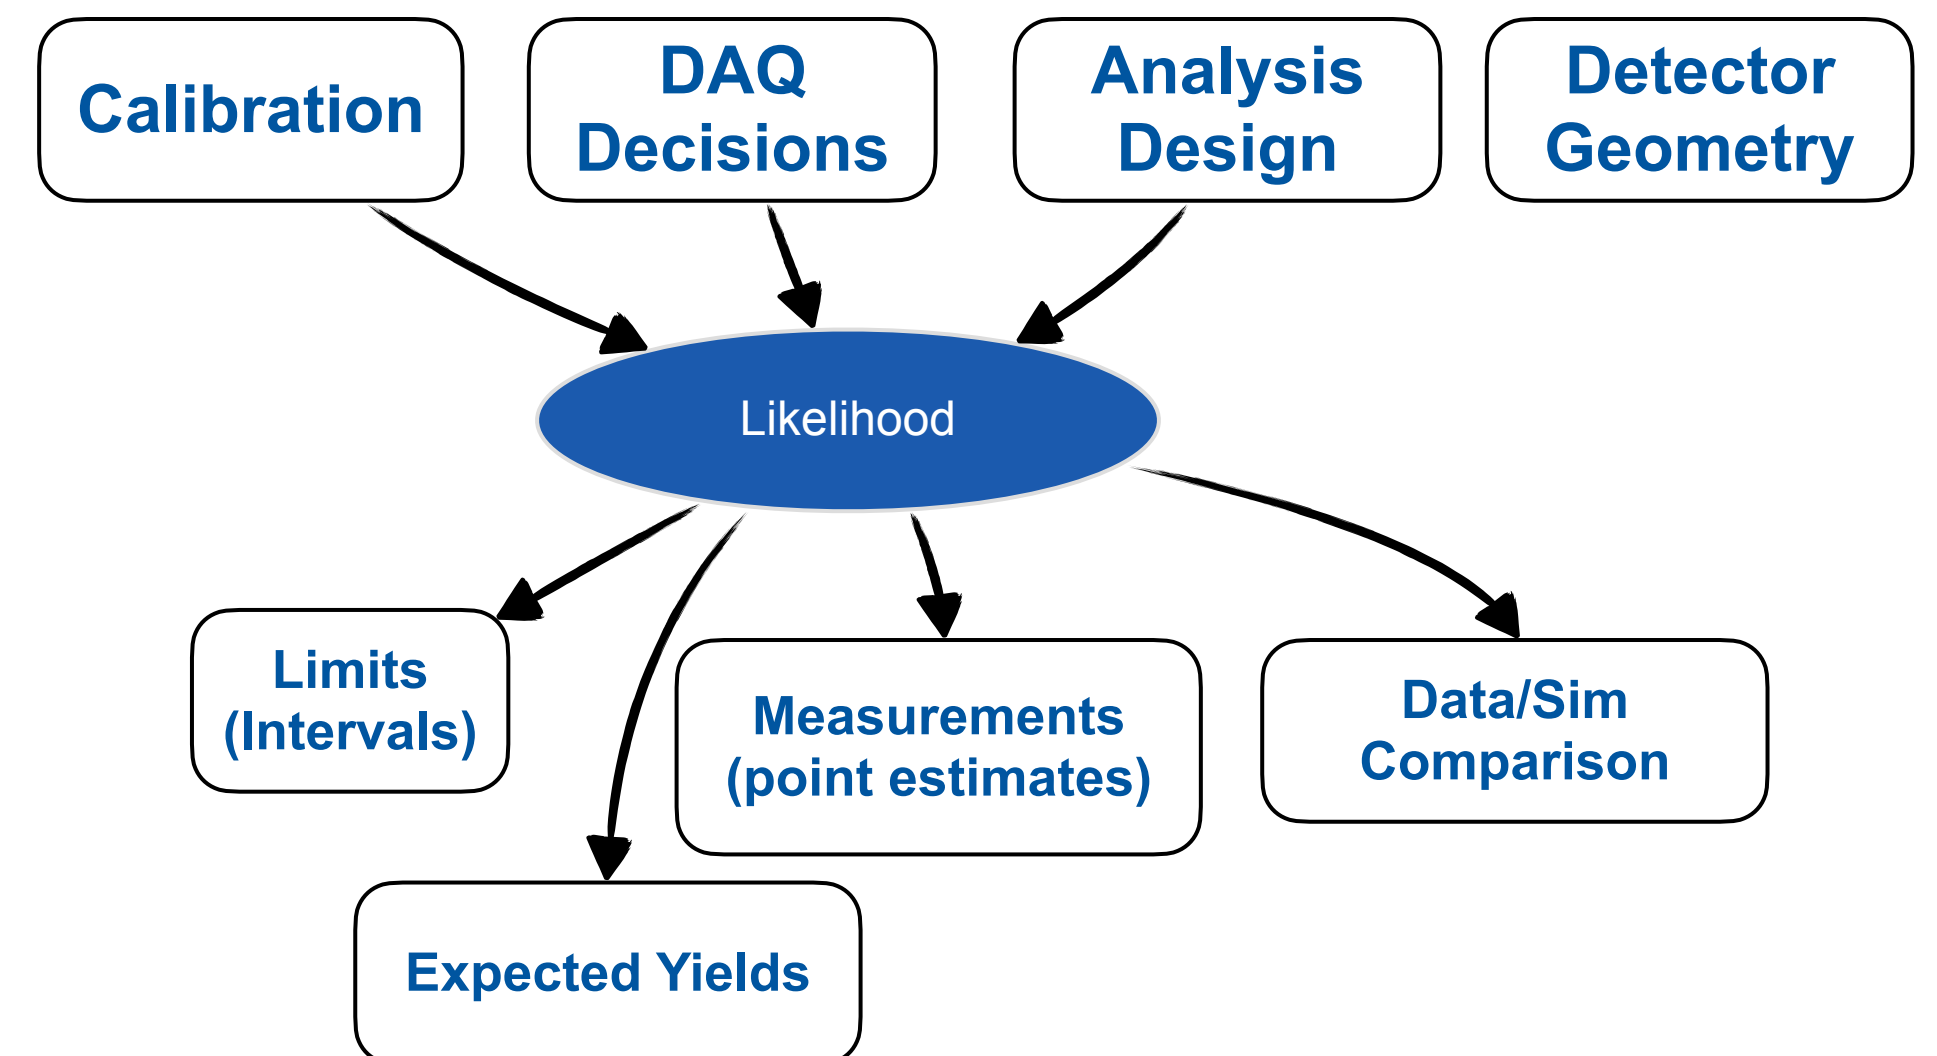 Calibration
DAQ
Decisions
Analysis
Design
Detector
Geometry
Likelihood
Limits
(Intervals)
Measurements
(point estimates)
Data/Sim
Comparison
Expected Yields